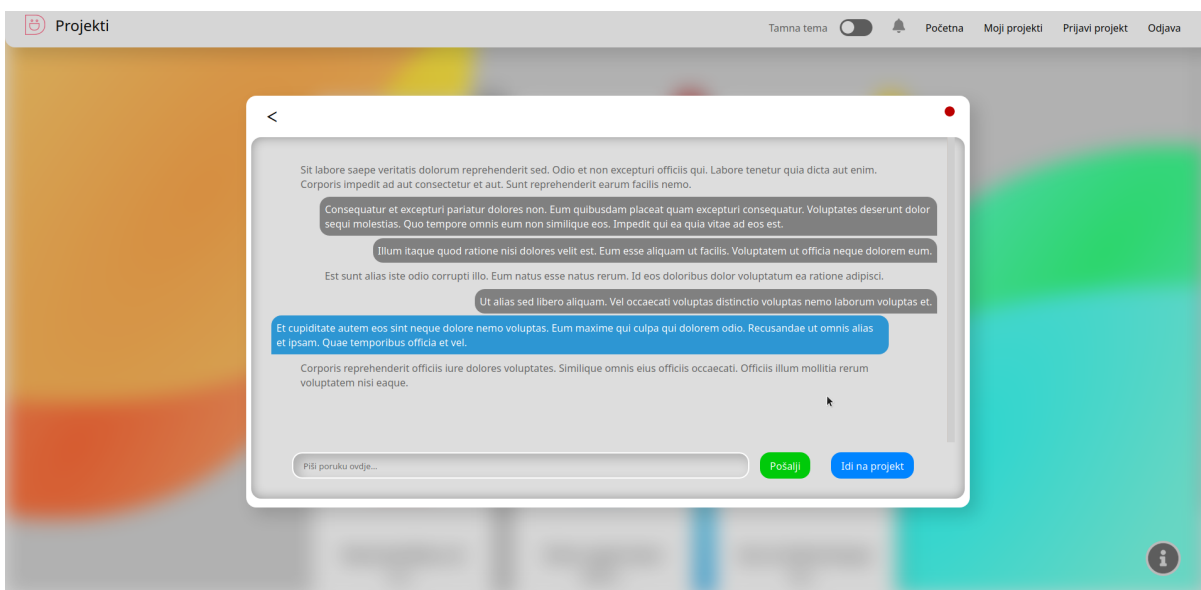 Projekti
Tamna tema
Početna
Moji projekti
Prijavi projekt
Odjava
<
Sit labore saepe veritatis dolorum reprehenderit sed. Odio et non excepturi officiis qui. Labore tenetur quia dicta aut enim.
Corporis impedit ad aut consectetur et aut. Sunt reprehenderit earum facilis nemo.
Consequatur et excepturi pariatur dolores non. Eum quibusdam placeat quam excepturi consequatur. Voluptates deserunt dolor
sequi molestias. Quo tempore omnis eum non similique eos. Impedit qui ea quia vitae ad eos est.
Illum itaque quod ratione nisi dolores velit est. Eum esse aliquam ut facilis. Voluptatem ut officia neque dolorem eum.
Est sunt alias iste odio corrupti illo. Eum natus esse natus rerum. Id eos doloribus dolor voluptatum ea ratione adipisci.
Ut alias sed libero aliquam. Vel occaecati voluptas distinctio voluptas nemo laborum voluptas et.
Et cupiditate autem eos sint neque dolore nemo voluptas. Eum maxime qui culpa qui dolorem odio. Recusandae ut omnis alias
et ipsam. Quae temporibus officia et vel.
Corporis reprehenderit officiis iure dolores voluptates. Similique omnis eius officiis occaecati. Officiis illum mollitia rerum
voluptatem nisi eaque.
Piši poruku ovdje...
Pošalji
Idi na projekt